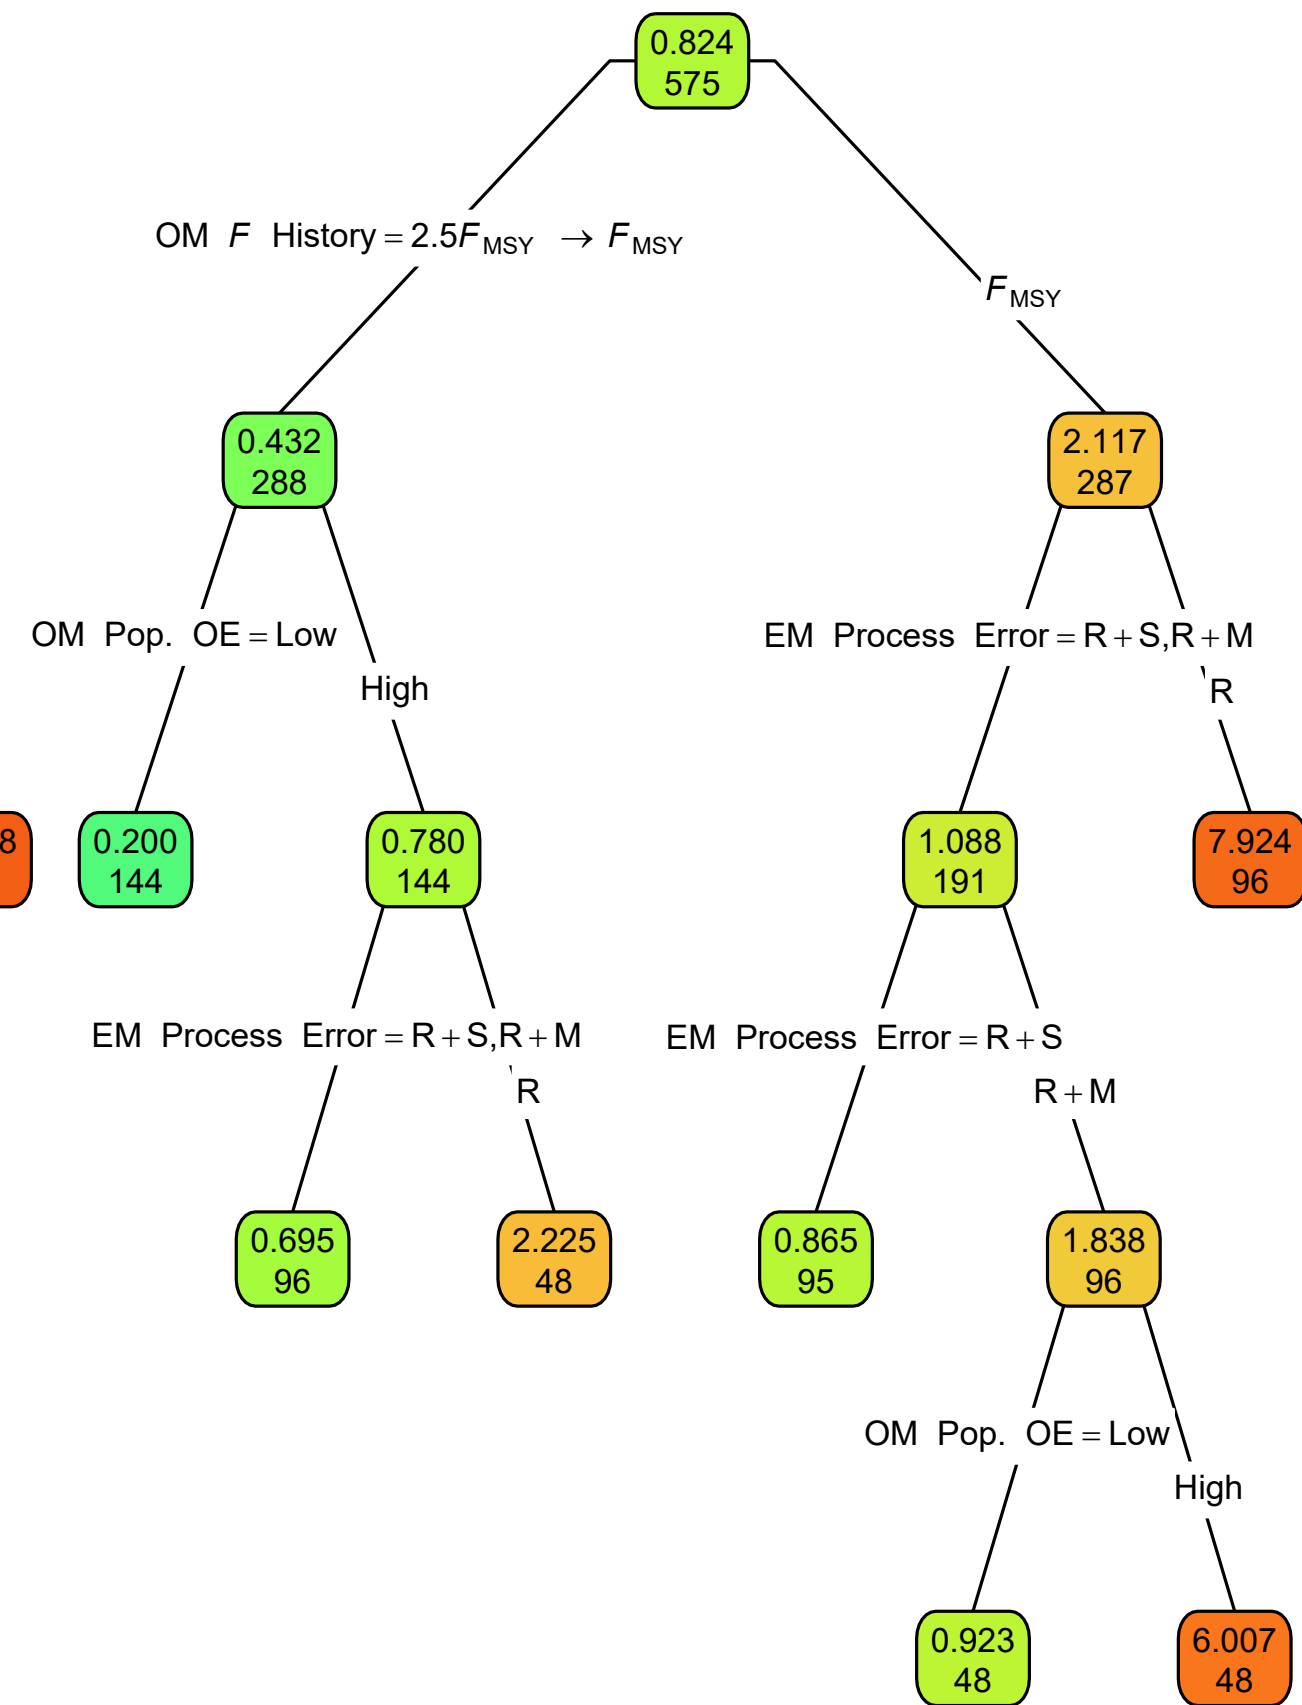 0.824
575
OM F History = 2.5F MSY → F MSY
F MSY
0.432
288
2.117
287
OM Pop. OE = Low
High
EM Process Error = R + S,R + M
R
8
0.200
144
0.780
144
1.088
191
7.924
96
EM Process Error = R + S,R + M
R
EM Process Error = R + S
R + M
0.695
96
2.225
48
0.865
95
1.838
96
OM Pop. OE = Low
High
0.923
48
6.007
48